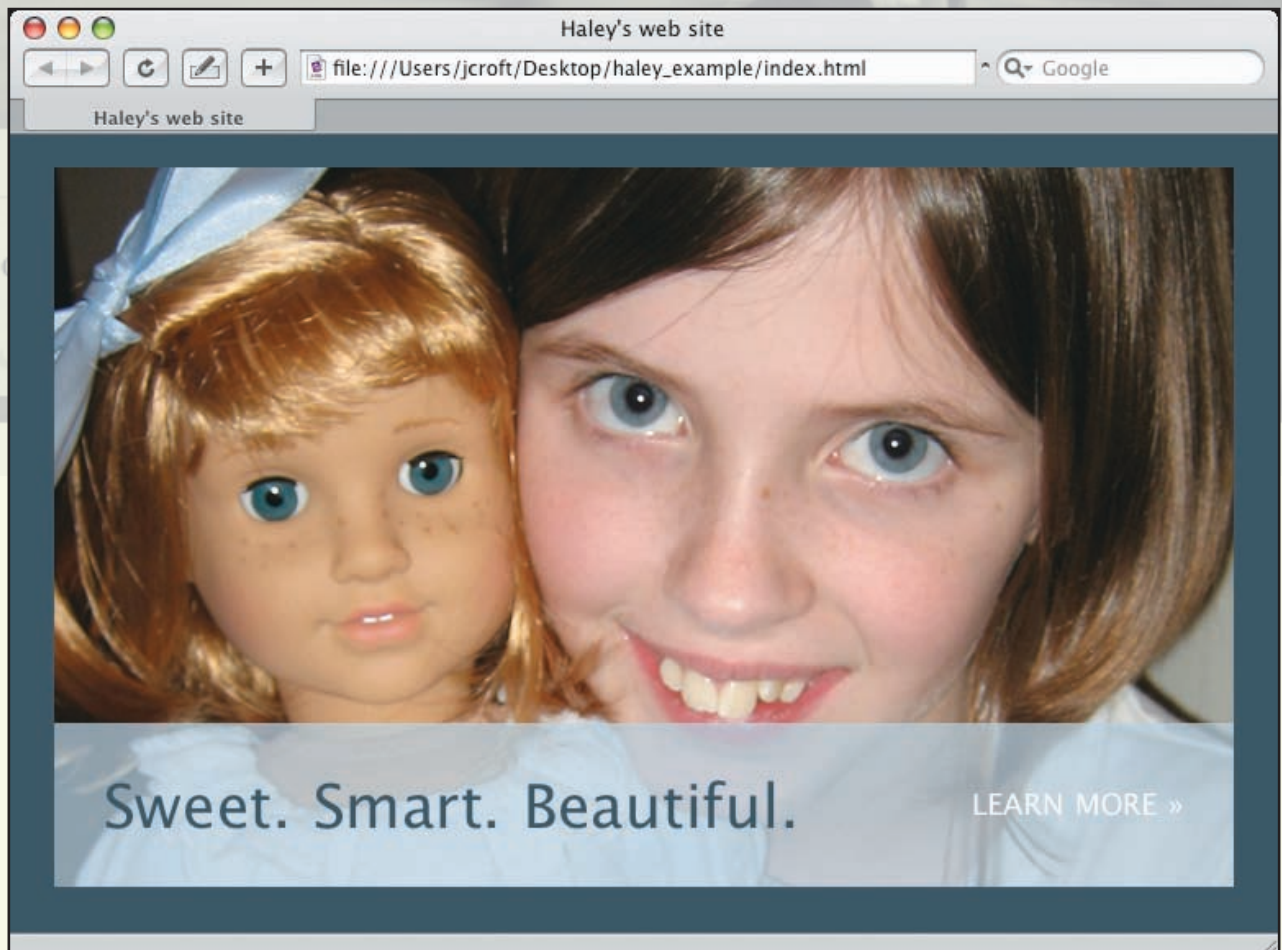 Haley's web site
file:///Users/jcroft/Desktop/haley_example/index.html
Google
Haley's web site
Sweet. Smart. Beautiful.
LEARN MORE »